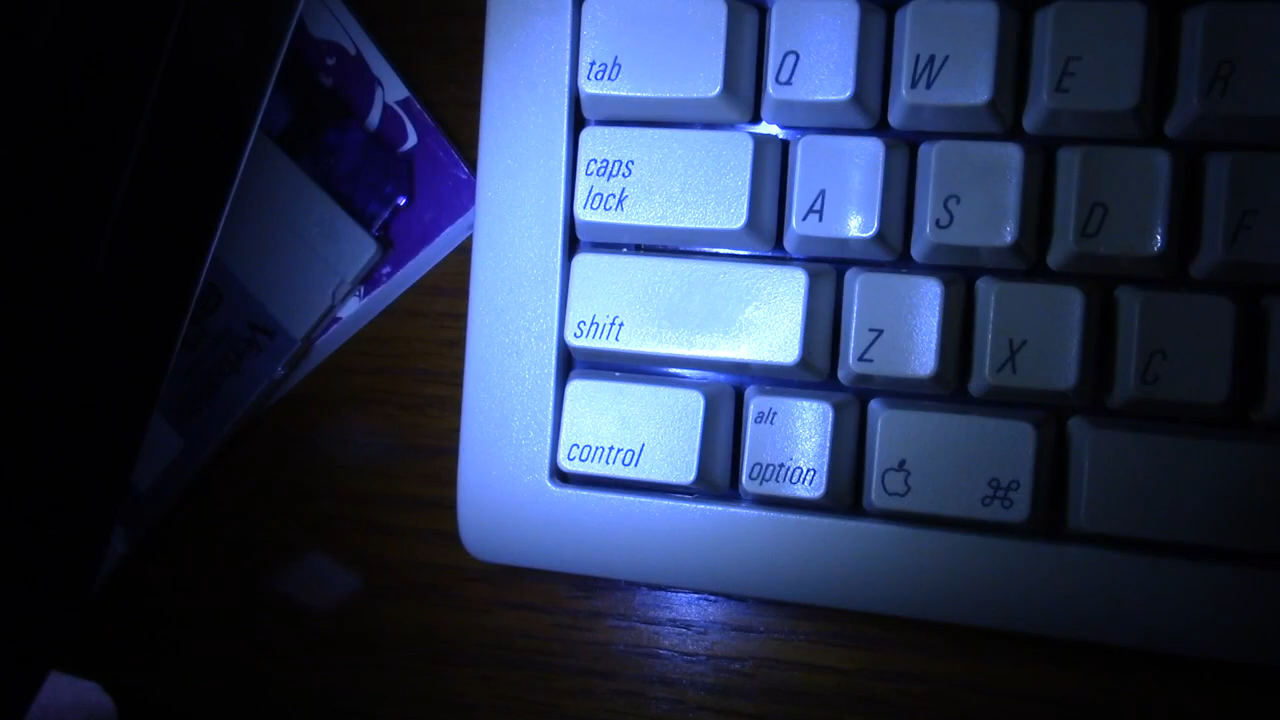 tab Q W E R
caps lock A S D F
shift Z X C
control alt option ⌘